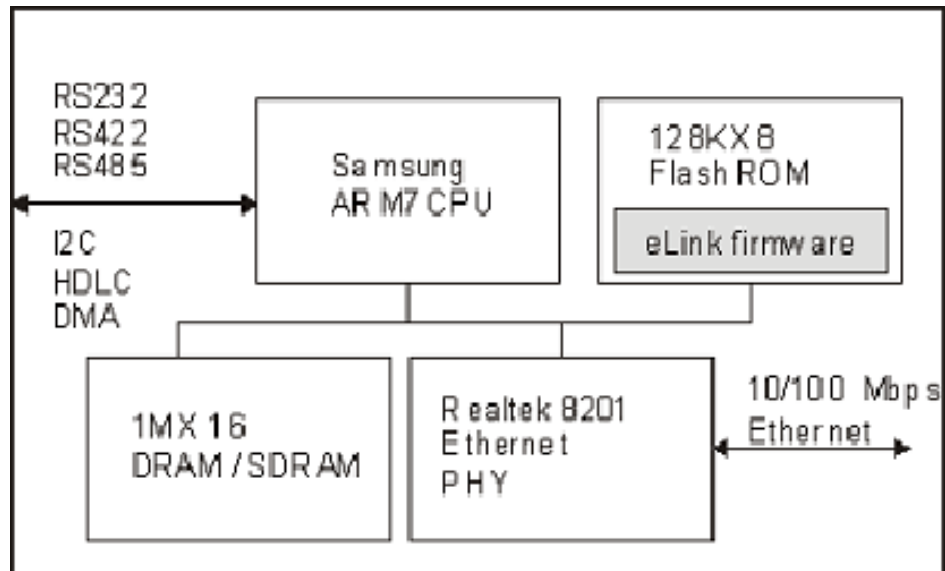 RS232
RS422
RS485
I2C
HDLC
DMA
Samsung
ARM7 CPU
128KX8
Flash ROM
eLink firmware
1MX16
DRAM / SDRAM
Realtek 8201
Ethernet
PHY
10/100 Mbps
Ethernet